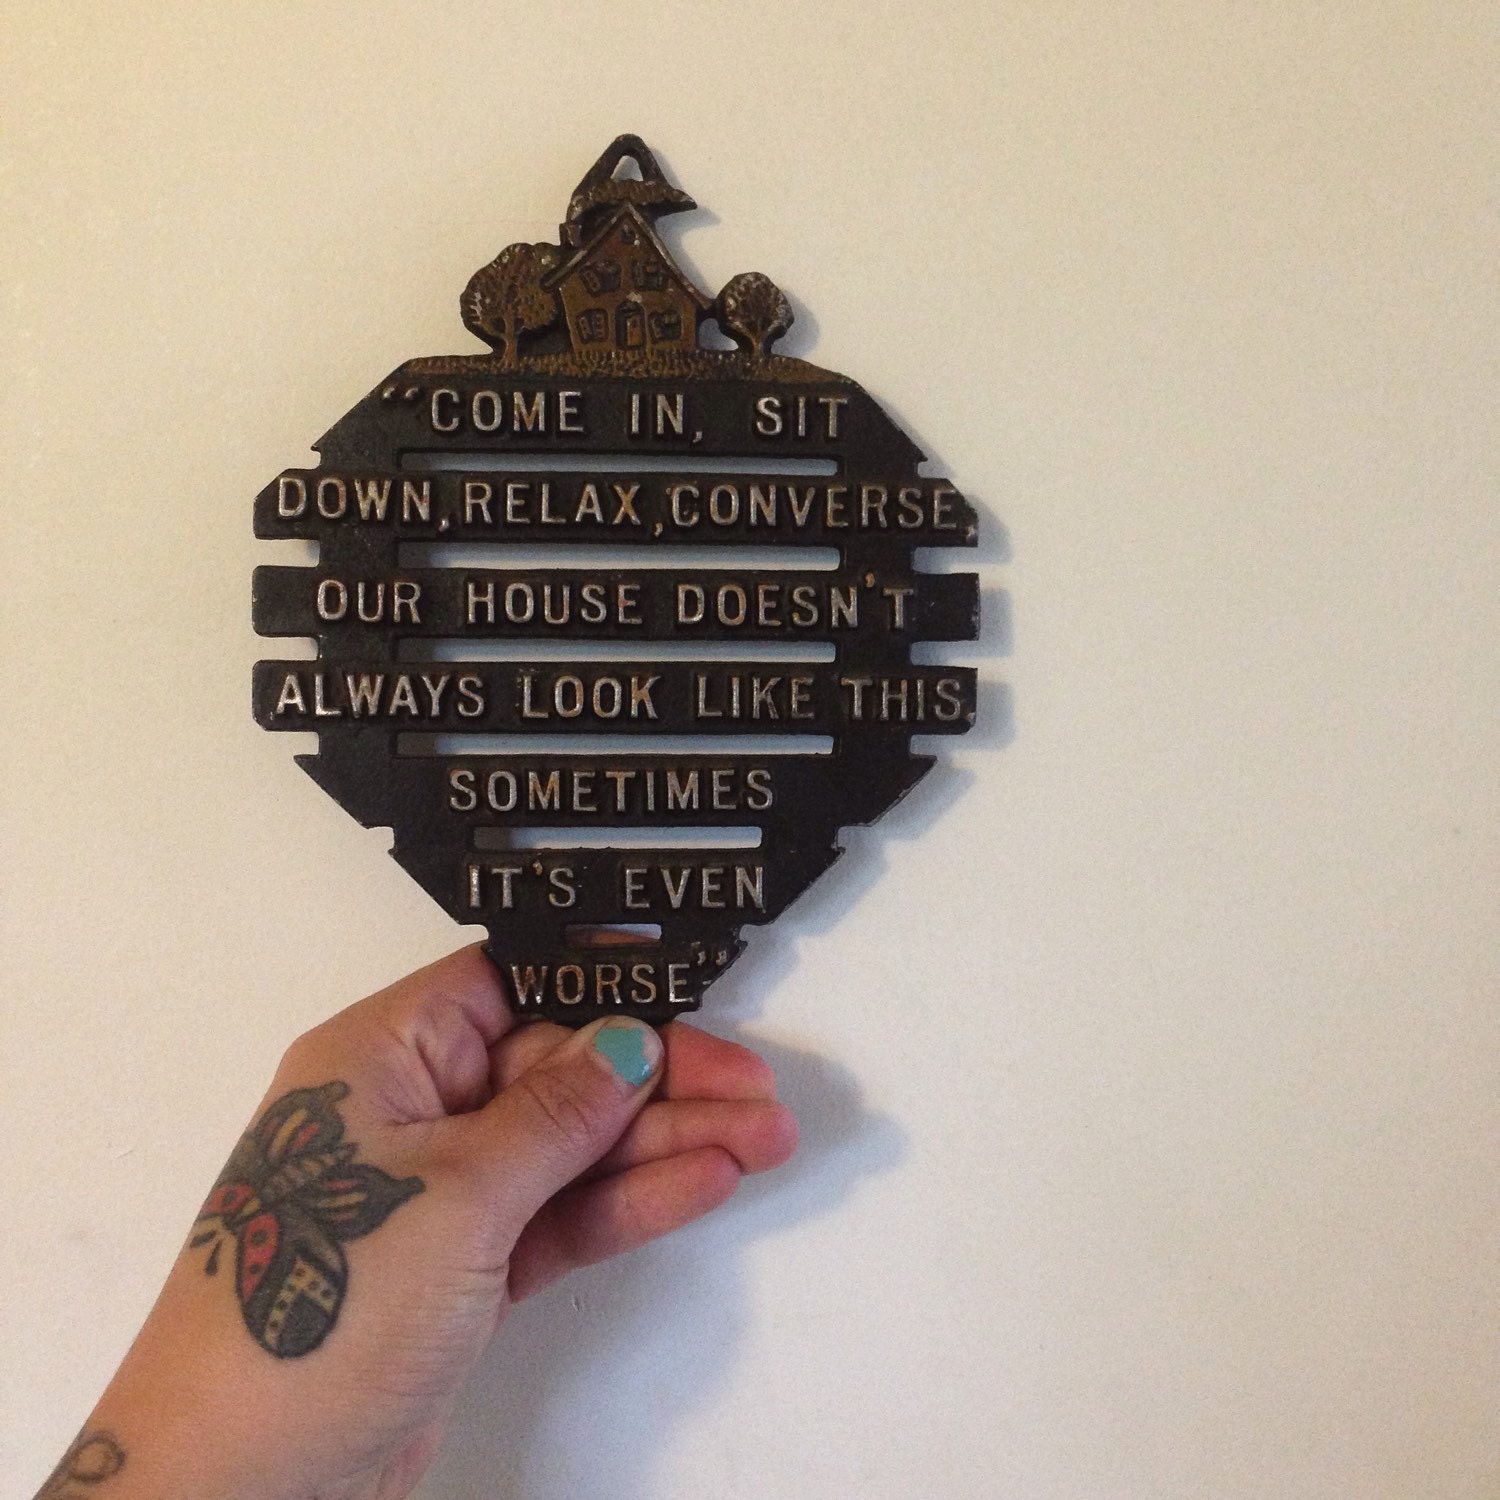 “COME IN, SIT
DOWN, RELAX, CONVERSE,
OUR HOUSE DOESN'T
ALWAYS LOOK LIKE THIS.
SOMETIMES
IT'S EVEN
WORSE”